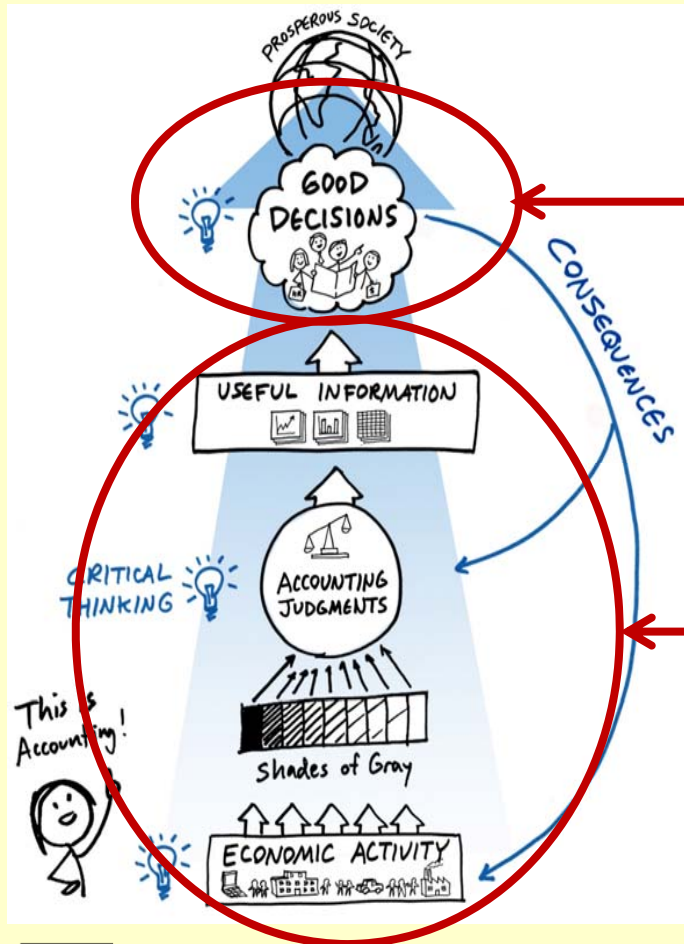 PROSPEROUS SOCIETY
GOOD
DECISIONS
CONSEQUENCES
USEFUL INFORMATION
CRITICAL
THINKING
ACCOUNTING
JUDGMENTS
This is
Accounting!
Shades of Gray
ECONOMIC ACTIVITY